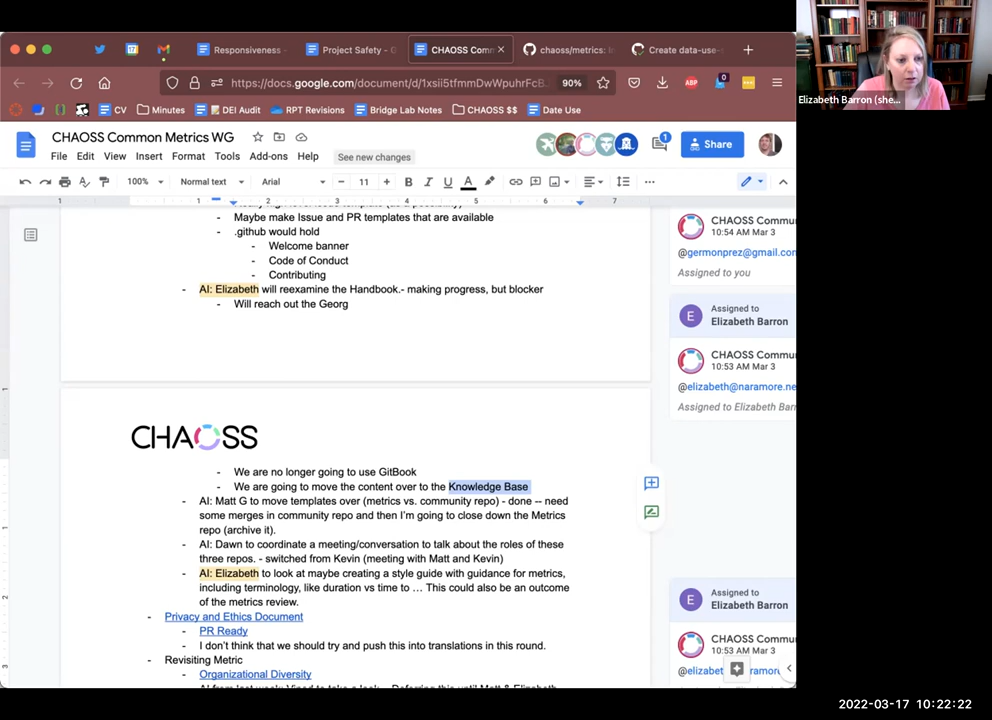 Responsiveness
Project Safety - G
CHAOSS Comm
chaoss/metrics: I
Create data-use-
https://docs.google.com/document/d/1xsii5tfmmDwWpuhrFcB
90%
CV
Minutes
DEI Audit
RPT Revisions
Bridge Lab Notes
CHAOSS $$
Date Use
CHAOSS Common Metrics WG
File Edit View Insert Format Tools Add-ons Help See new changes
1
Share
100% Normal text Arial 11
1 1 2 3 4 5 6 7
- Maybe make Issue and PR templates that are available
- .github would hold
- Welcome banner
- Code of Conduct
- Contributing
- AI: Elizabeth will reexamine the Handbook.- making progress, but blocker
- Will reach out the Georg
CHAOSS
- We are no longer going to use GitBook
- We are going to move the content over to the Knowledge Base
- AI: Matt G to move templates over (metrics vs. community repo) - done -- need
some merges in community repo and then I'm going to close down the Metrics
repo (archive it).
- AI: Dawn to coordinate a meeting/conversation to talk about the roles of these
three repos. - switched from Kevin (meeting with Matt and Kevin)
- AI: Elizabeth to look at maybe creating a style guide with guidance for metrics,
including terminology, like duration vs time to ... This could also be an outcome
of the metrics review.
- Privacy and Ethics Document
- PR Ready
- I don't think that we should try and push this into translations in this round.
- Revisiting Metric
- Organizational Diversity
CHAOSS Commu
10:54 AM Mar 3
@germonprez@gmail.com
Assigned to you
E
Assigned to
Elizabeth Barron
CHAOSS Commu
10:53 AM Mar 3
@elizabeth@naramore.ne
Assigned to Elizabeth Barr
E
Assigned to
Elizabeth Barron
CHAOSS Commu
10:53 AM Mar 3
Elizabeth Barron (she...
2022-03-17 10:22:22